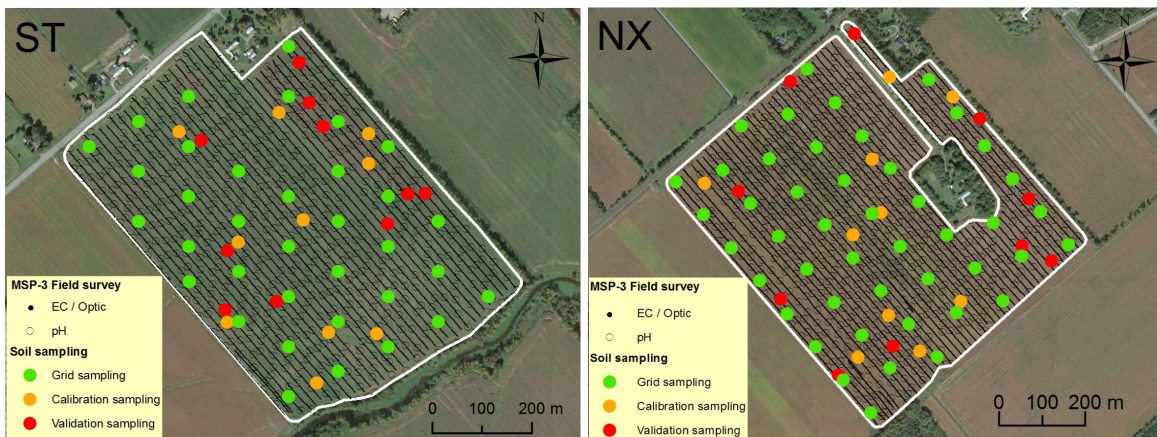 ST
N
MSP-3 Field survey
EC / Optic
pH
Soil sampling
Grid sampling
Calibration sampling
Validation sampling
0 100 200 m
NX
N
MSP-3 Field survey
EC / Optic
pH
Soil sampling
Grid sampling
Calibration sampling
Validation sampling
0 100 200 m